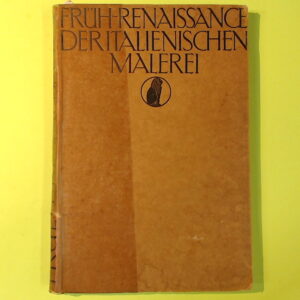 FRÜH-RENAISSANCE
DER ITALIENISCHEN
MALEREI